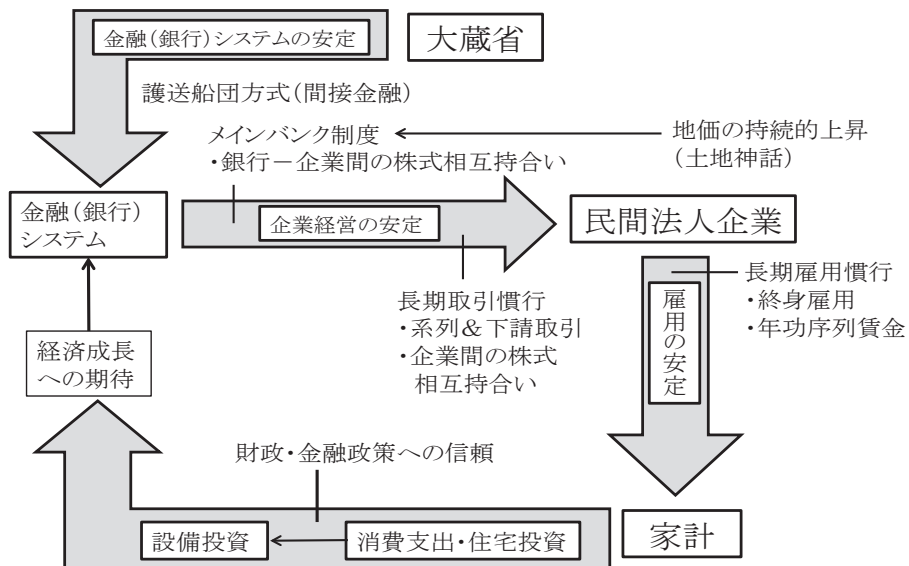 金融(銀行)システムの安定
大蔵省
護送船団方式(間接金融)
メインバンク制度
・銀行－企業間の株式相互持合い
地価の持続的上昇
(土地神話)
金融(銀行)
システム
企業経営の安定
民間法人企業
長期取引慣行
・系列&下請取引
・企業間の株式
相互持合い
雇用の安定
長期雇用慣行
・終身雇用
・年功序列賃金
経済成長
への期待
財政・金融政策への信頼
設備投資
消費支出・住宅投資
家計